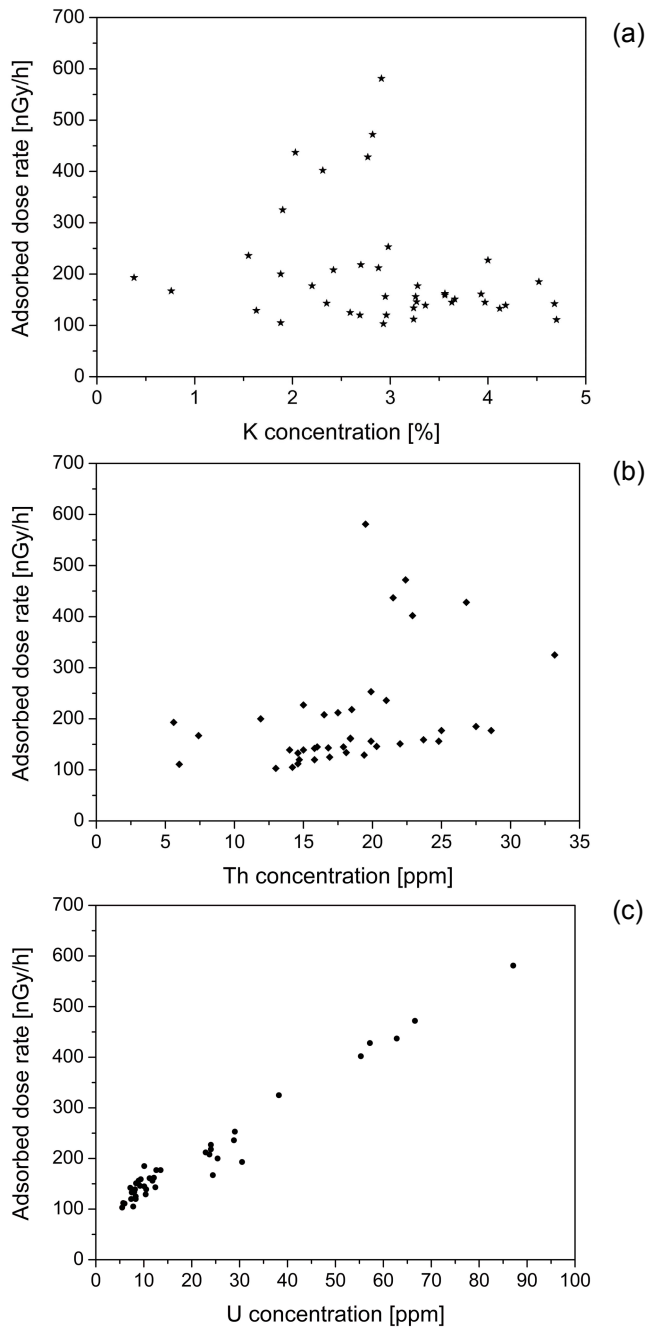 (a)
Adsorbed dose rate [nGy/h]
700
600
500
400
300
200
100
0
0 1 2 3 4 5
K concentration [%]
(b)
Adsorbed dose rate [nGy/h]
700
600
500
400
300
200
100
0
0 5 10 15 20 25 30 35
Th concentration [ppm]
(c)
Adsorbed dose rate [nGy/h]
700
600
500
400
300
200
100
0
0 10 20 30 40 50 60 70 80 90 100
U concentration [ppm]